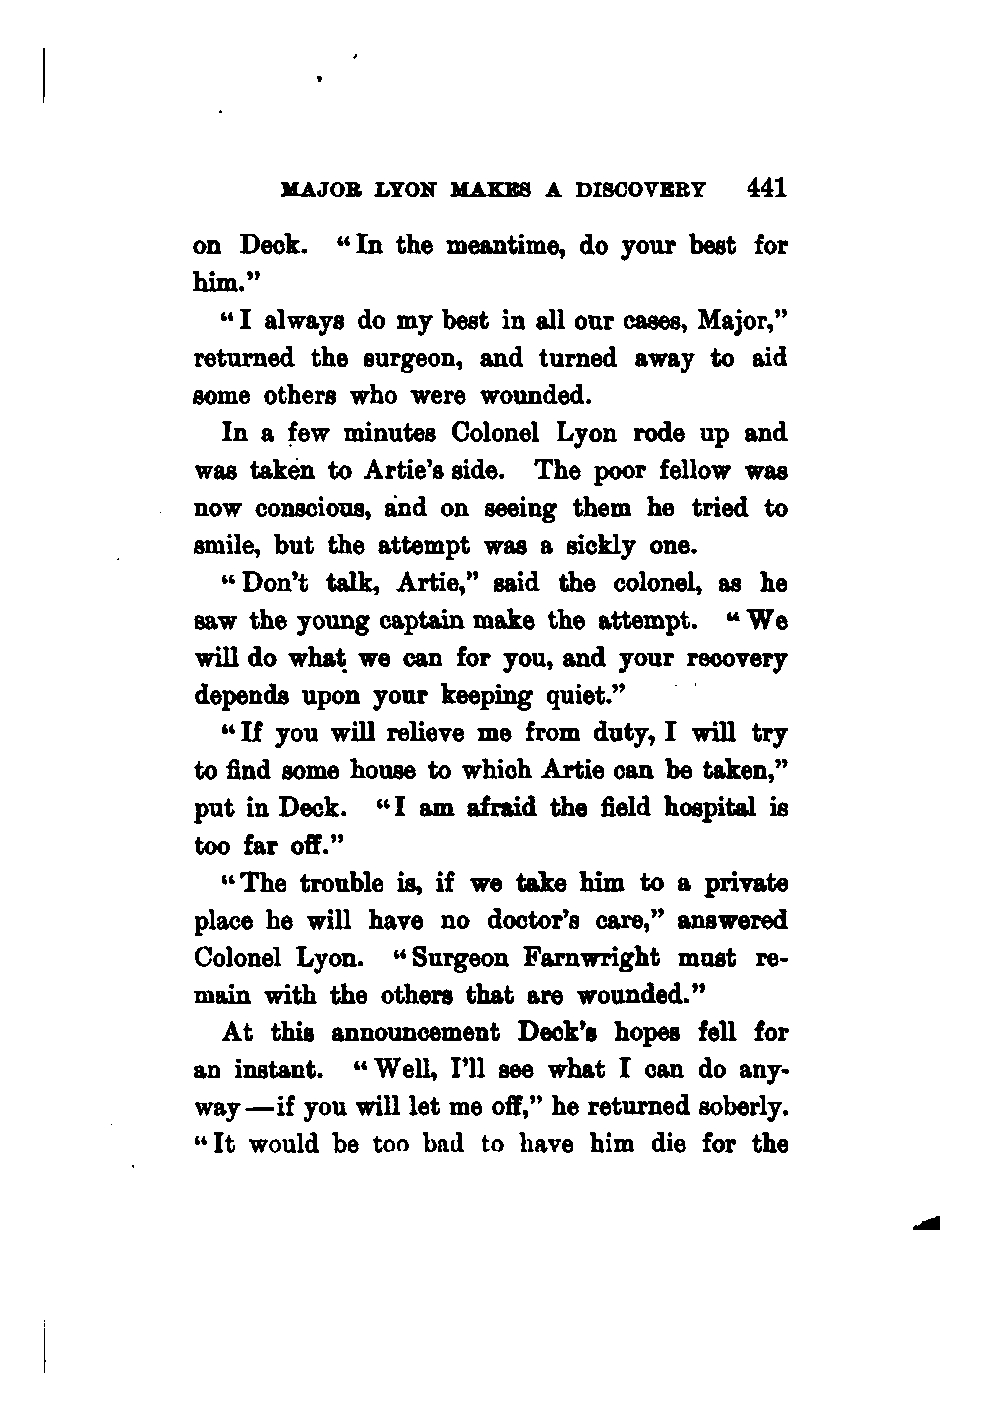 MAJOR LYON MAKES A DISCOVERY 441
on Deck. "In the meantime, do your best for
him."
"I always do my best in all our cases, Major,"
returned the surgeon, and turned away to aid
some others who were wounded.
In a few minutes Colonel Lyon rode up and
was taken to Artie's side. The poor fellow was
now conscious, and on seeing them he tried to
smile, but the attempt was a sickly one.
"Don't talk, Artie," said the colonel, as he
saw the young captain make the attempt. "We
will do what we can for you, and your recovery
depends upon your keeping quiet."
"If you will relieve me from duty, I will try
to find some house to which Artie can be taken,"
put in Deck. "I am afraid the field hospital is
too far off."
"The trouble is, if we take him to a private
place he will have no doctor's care," answered
Colonel Lyon. "Surgeon Farnwright must re-
main with the others that are wounded."
At this announcement Deck's hopes fell for
an instant. "Well, I'll see what I can do any-
way—if you will let me off," he returned soberly.
"It would be too bad to have him die for the